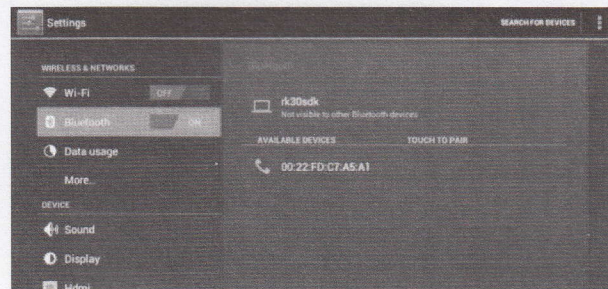 Settings
SEARCH FOR DEVICES
WIRELESS & NETWORKS
Wi-Fi
OFF
Bluetooth
ON
Data usage
More...
DEVICE
Sound
Display
Hdmi
rk30sdk
Not visible to other Bluetooth devices
AVAILABLE DEVICES
TOUCH TO PAIR
00:22:FD:C7:A5:A1